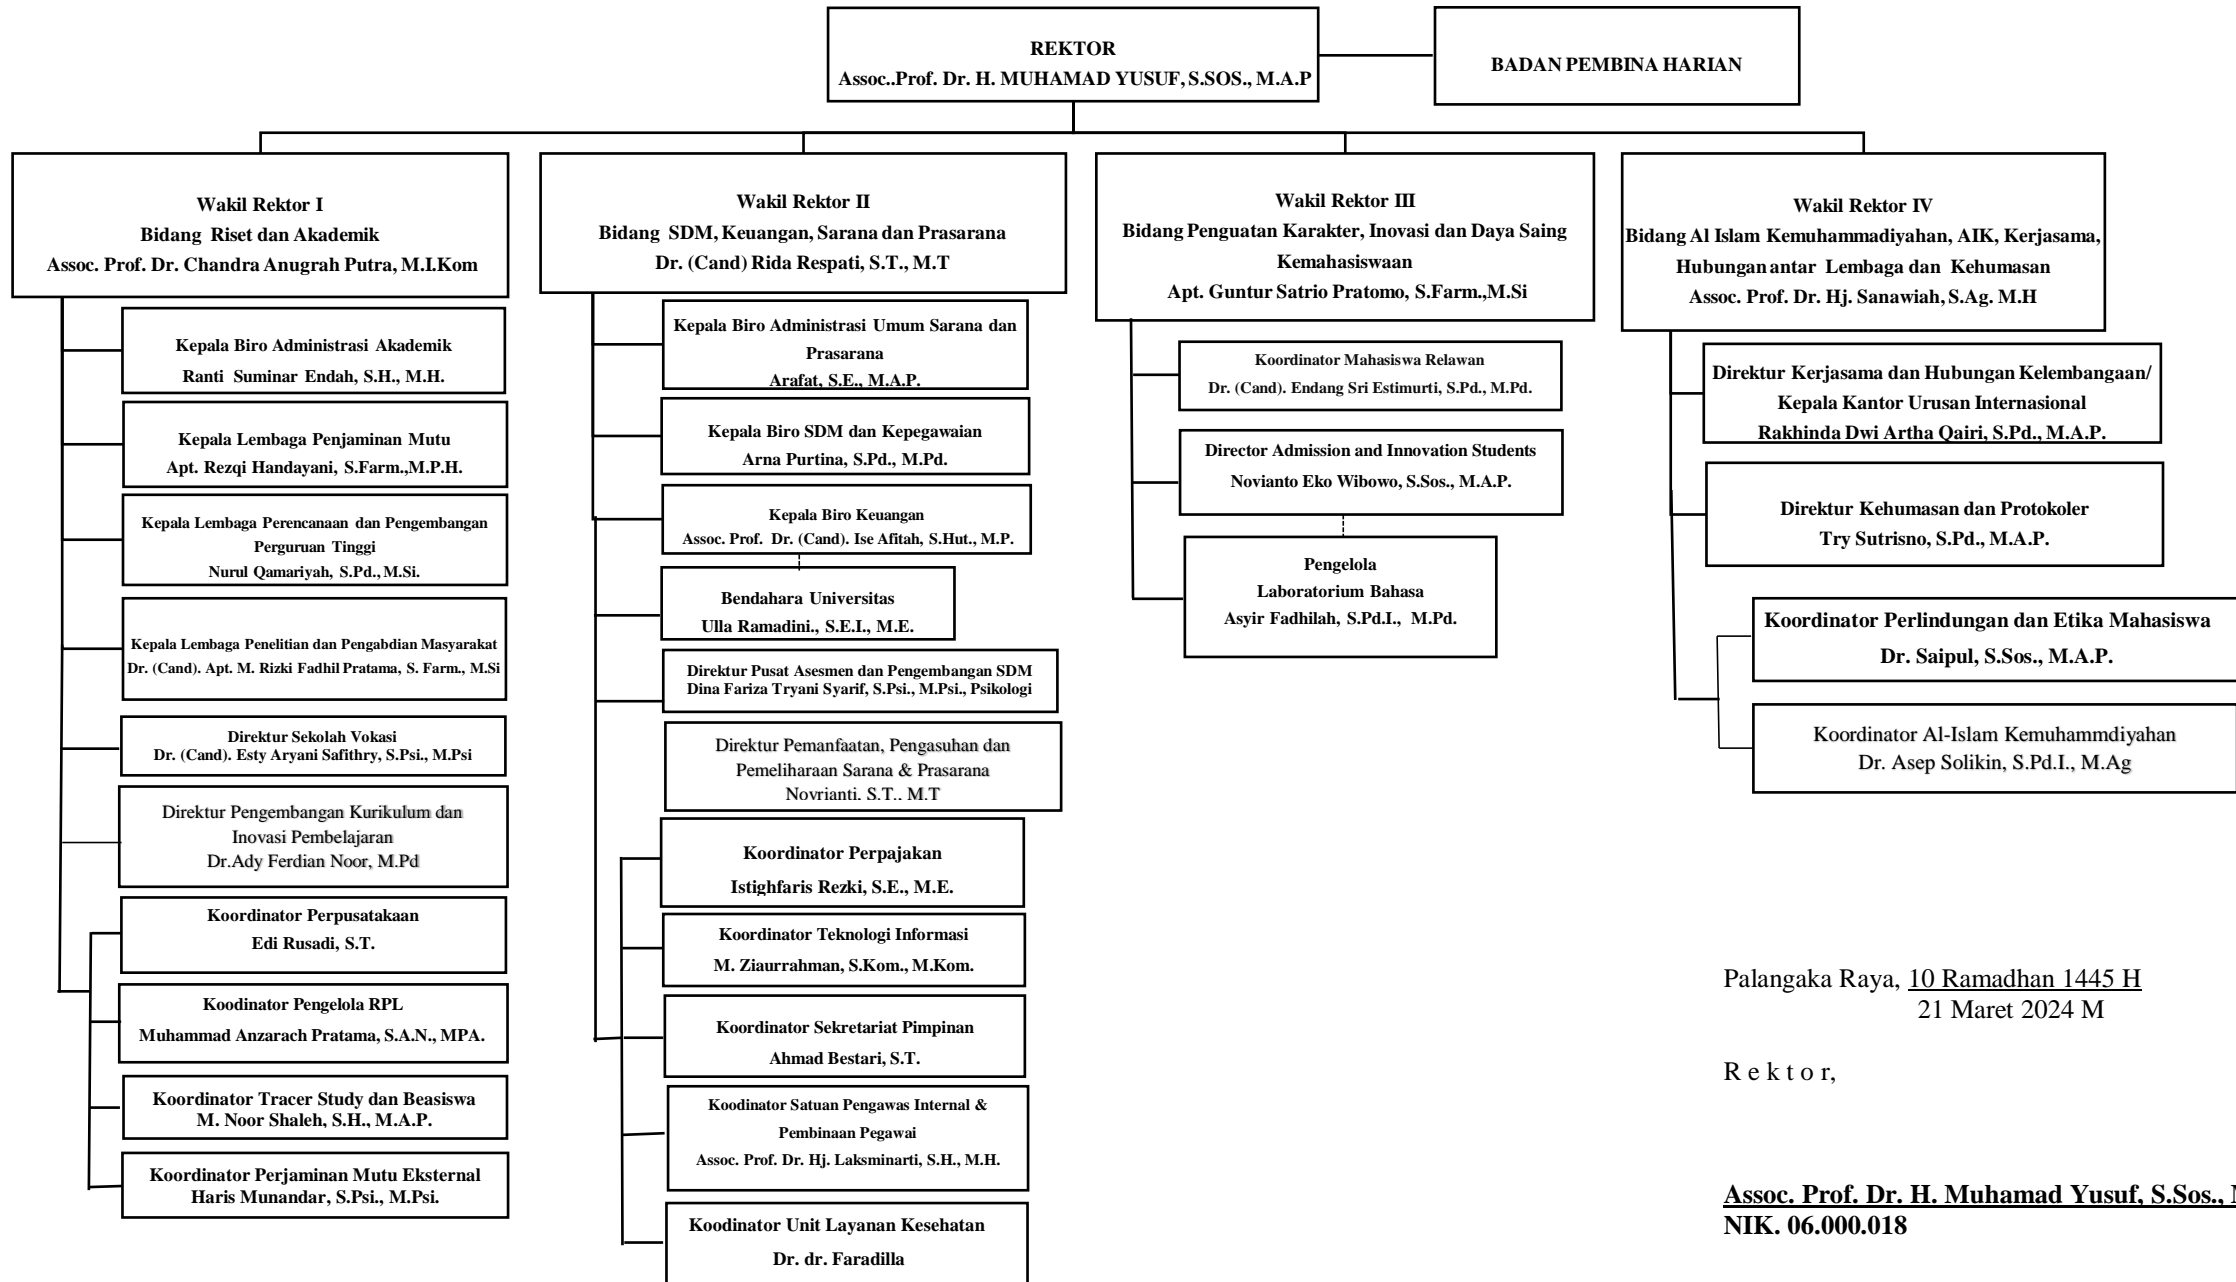 REKTOR
Assoc..Prof. Dr. H. MUHAMAD YUSUF, S.SOS., M.A.P
BADAN PEMBINA HARIAN
Wakil Rektor I
Bidang Riset dan Akademik
Assoc. Prof. Dr. Chandra Anugrah Putra, M.I.Kom
Kepala Biro Administrasi Akademik
Ranti Suminar Endah, S.H., M.H.
Kepala Lembaga Penjaminan Mutu
Apt. Rezqi Handayani, S.Farm.,M.P.H.
Kepala Lembaga Perencanaan dan Pengembangan
Perguruan Tinggi
Nurul Qamariyah, S.Pd., M.Si.
Kepala Lembaga Penelitian dan Pengabdian Masyarakat
Dr. (Cand). Apt. M. Rizki Fadhil Pratama, S. Farm., M.Si
Direktur Sekolah Vokasi
Dr. (Cand). Esty Aryani Safithry, S.Psi., M.Psi
Direktur Pengembangan Kurikulum dan
Inovasi Pembelajaran
Dr.Ady Ferdian Noor, M.Pd
Koordinator Perpusatakaan
Edi Rusadi, S.T.
Koodinator Pengelola RPL
Muhammad Anzarach Pratama, S.A.N., MPA.
Koordinator Tracer Study dan Beasiswa
M. Noor Shaleh, S.H., M.A.P.
Koordinator Perjaminan Mutu Eksternal
Haris Munandar, S.Psi., M.Psi.
Wakil Rektor II
Bidang SDM, Keuangan, Sarana dan Prasarana
Dr. (Cand) Rida Respati, S.T., M.T
Kepala Biro Administrasi Umum Sarana dan
Prasarana
Arafat, S.E., M.A.P.
Kepala Biro SDM dan Kepegawaian
Arna Purtina, S.Pd., M.Pd.
Kepala Biro Keuangan
Assoc. Prof. Dr. (Cand). Ise Afitah, S.Hut., M.P.
Bendahara Universitas
Ulla Ramadini., S.E.I., M.E.
Direktur Pusat Asesmen dan Pengembangan SDM
Dina Fariza Tryani Syarif, S.Psi., M.Psi., Psikologi
Direktur Pemanfaatan, Pengasuhan dan
Pemeliharaan Sarana & Prasarana
Novrianti. S.T.. M.T
Koordinator Perpajakan
Istighfaris Rezki, S.E., M.E.
Koordinator Teknologi Informasi
M. Ziaurrahman, S.Kom., M.Kom.
Koordinator Sekretariat Pimpinan
Ahmad Bestari, S.T.
Koodinator Satuan Pengawas Internal &
Pembinaan Pegawai
Assoc. Prof. Dr. Hj. Laksminarti, S.H., M.H.
Koodinator Unit Layanan Kesehatan
Dr. dr. Faradilla
Wakil Rektor III
Bidang Penguatan Karakter, Inovasi dan Daya Saing
Kemahasiswaan
Apt. Guntur Satrio Pratomo, S.Farm.,M.Si
Koordinator Mahasiswa Relawan
Dr. (Cand). Endang Sri Estimurti, S.Pd., M.Pd.
Director Admission and Innovation Students
Novianto Eko Wibowo, S.Sos., M.A.P.
Pengelola
Laboratorium Bahasa
Asyir Fadhilah, S.Pd.I., M.Pd.
Wakil Rektor IV
Bidang Al Islam Kemuhammadiyahan, AIK, Kerjasama,
Hubungan antar Lembaga dan Kehumasan
Assoc. Prof. Dr. Hj. Sanawiah, S.Ag. M.H
Direktur Kerjasama dan Hubungan Kelembangaan/
Kepala Kantor Urusan Internasional
Rakhinda Dwi Artha Qairi, S.Pd., M.A.P.
Direktur Kehumasan dan Protokoler
Try Sutrisno, S.Pd., M.A.P.
Koordinator Perlindungan dan Etika Mahasiswa
Dr. Saipul, S.Sos., M.A.P.
Koordinator Al-Islam Kemuhammdiyahan
Dr. Asep Solikin, S.Pd.I., M.Ag
Palangaka Raya, 10 Ramadhan 1445 H
21 Maret 2024 M
R e k t o r,
Assoc. Prof. Dr. H. Muhamad Yusuf, S.Sos.,
NIK. 06.000.018